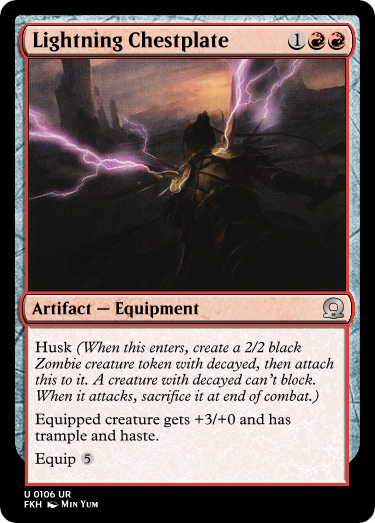 Lightning Chestplate 1
Artifact — Equipment
Husk (When this enters, create a 2/2 black
Zombie creature token with decayed, then attach
this to it. A creature with decayed can't block.
When it attacks, sacrifice it at end of combat.)
Equipped creature gets +3/+0 and has
trample and haste.
Equip 5
U 0106 UR
FKH Min Yum